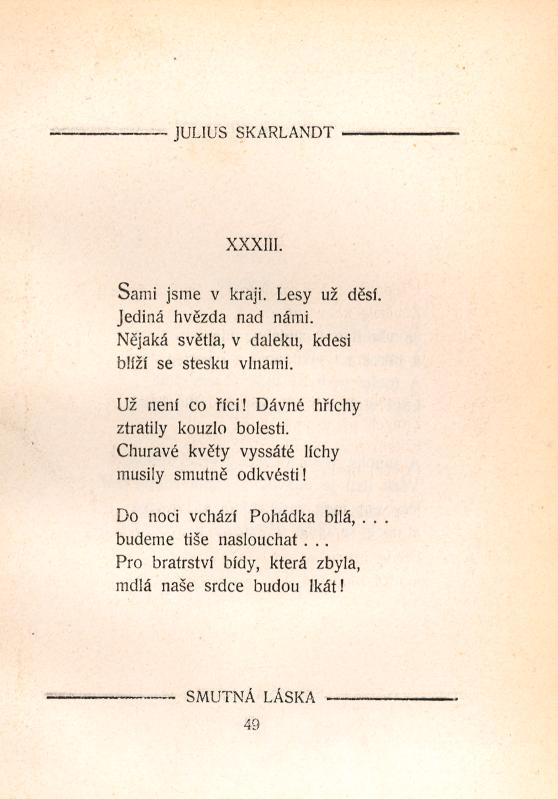 JULIUS SKARLANDT
XXXIII.
Sami jsme v kraji. Lesy už děsí.
Jediná hvězda nad námi.
Nějaká světla, v daleku, kdesi
blíží se stesku vlnami.
Už není co říci! Dávné hříchy
ztratily kouzlo bolesti.
Churavé květy vyssáté líchy
musily smutně odkvésti!
Do noci vchází Pohádka bílá, . . .
budeme tiše naslouchat . . .
Pro bratrství bídy, která zbyla,
mdlá naše srdce budou lkát!
SMUTNÁ LÁSKA
49